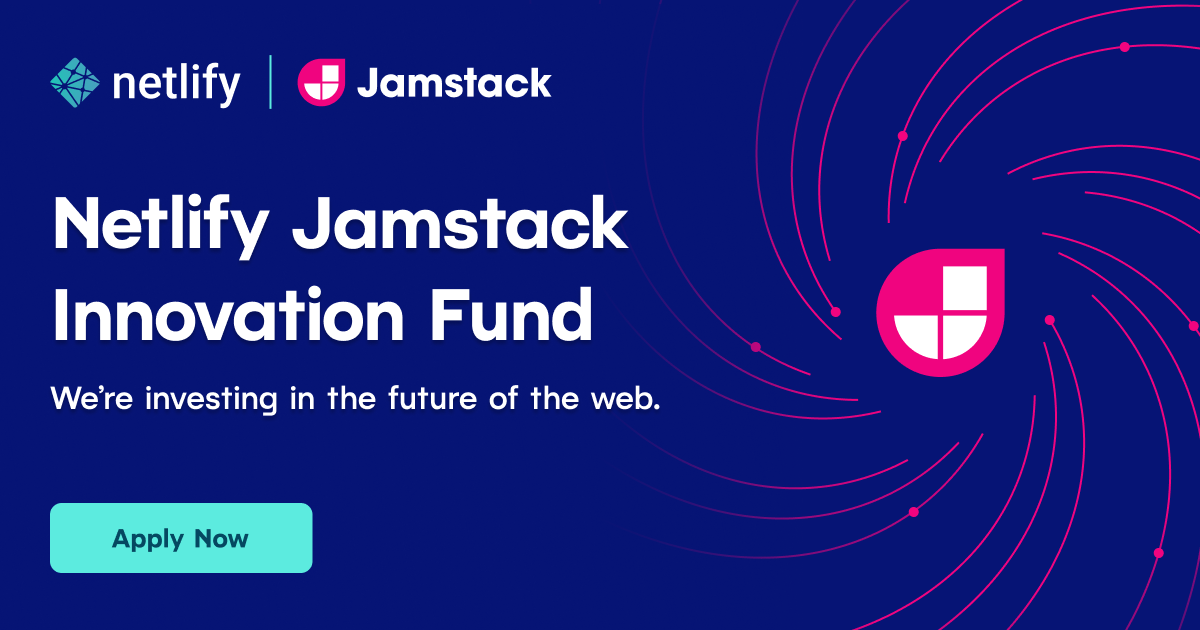 netlify | Jamstack
Netlify Jamstack
Innovation Fund
We’re investing in the future of the web.
Apply Now